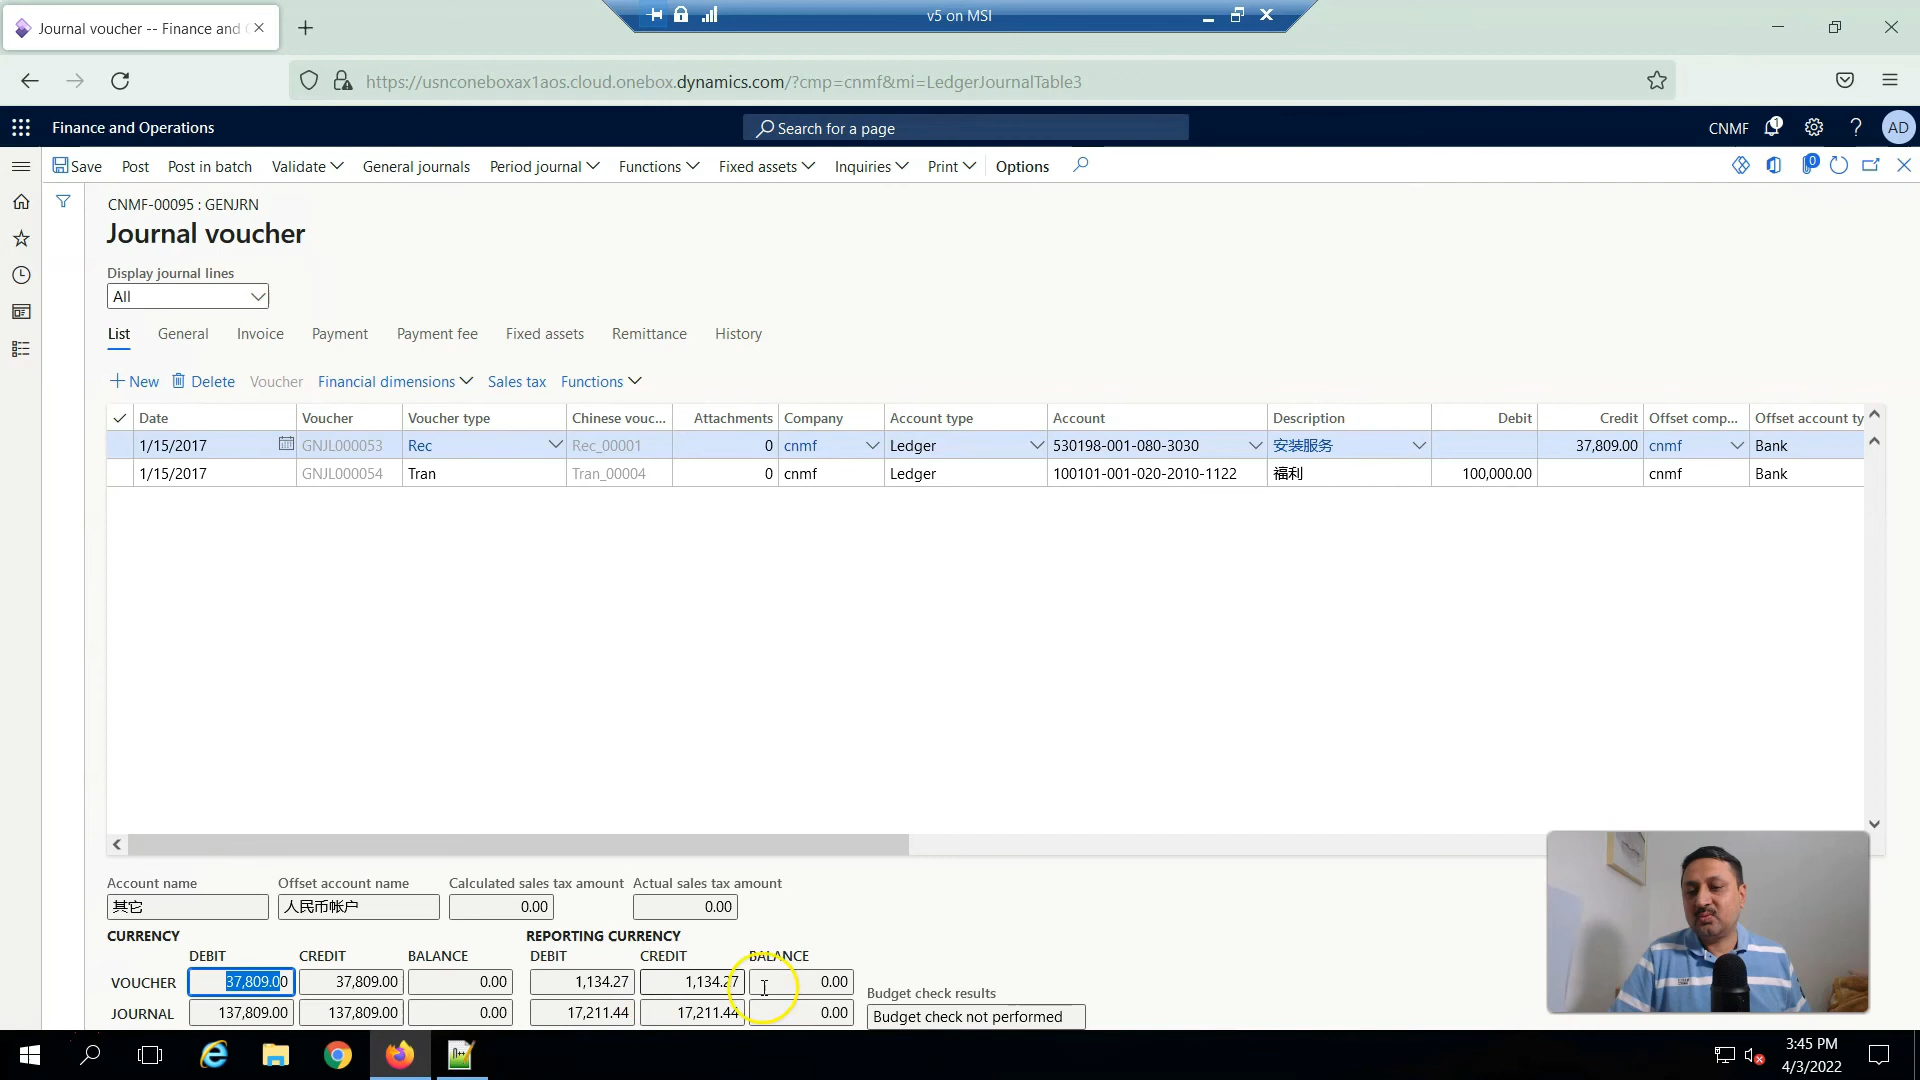 Journal voucher -- Finance and
v5 on MSI
https://usnconeboxax1aos.cloud.onebox.dynamics.com/?cmp=cnmf&mi=LedgerJournalTable3
Finance and Operations
Search for a page
CNMF
1
?
AD
Save
Post
Post in batch
Validate
General journals
Period journal
Functions
Fixed assets
Inquiries
Print
Options
0
CNMF-00095 : GENJRN
Journal voucher
Display journal lines
All
List General Invoice Payment Payment fee Fixed assets Remittance History
New Delete Voucher Financial dimensions Sales tax Functions
Date Voucher Voucher type Chinese vouc... Attachments Company Account type Account Description Debit Credit Offset comp... Offset account ty
1/15/2017 GNJL000053 Rec Rec_00001 0 cnmf Ledger 530198-001-080-3030 安装服务 37,809.00 cnmf Bank
1/15/2017 GNJL000054 Tran Tran_00004 0 cnmf Ledger 100101-001-020-2010-1122 福利 100,000.00 cnmf Bank
Account name Offset account name Calculated sales tax amount Actual sales tax amount
其它 人民币帐户 0.00 0.00
CURRENCY REPORTING CURRENCY
DEBIT CREDIT BALANCE DEBIT CREDIT BALANCE
VOUCHER 37,809.00 37,809.00 0.00 1,134.27 1,134.27 0.00
Budget check results
JOURNAL 137,809.00 137,809.00 0.00 17,211.44 17,211.44 0.00
Budget check not performed
3:45 PM
4/3/2022